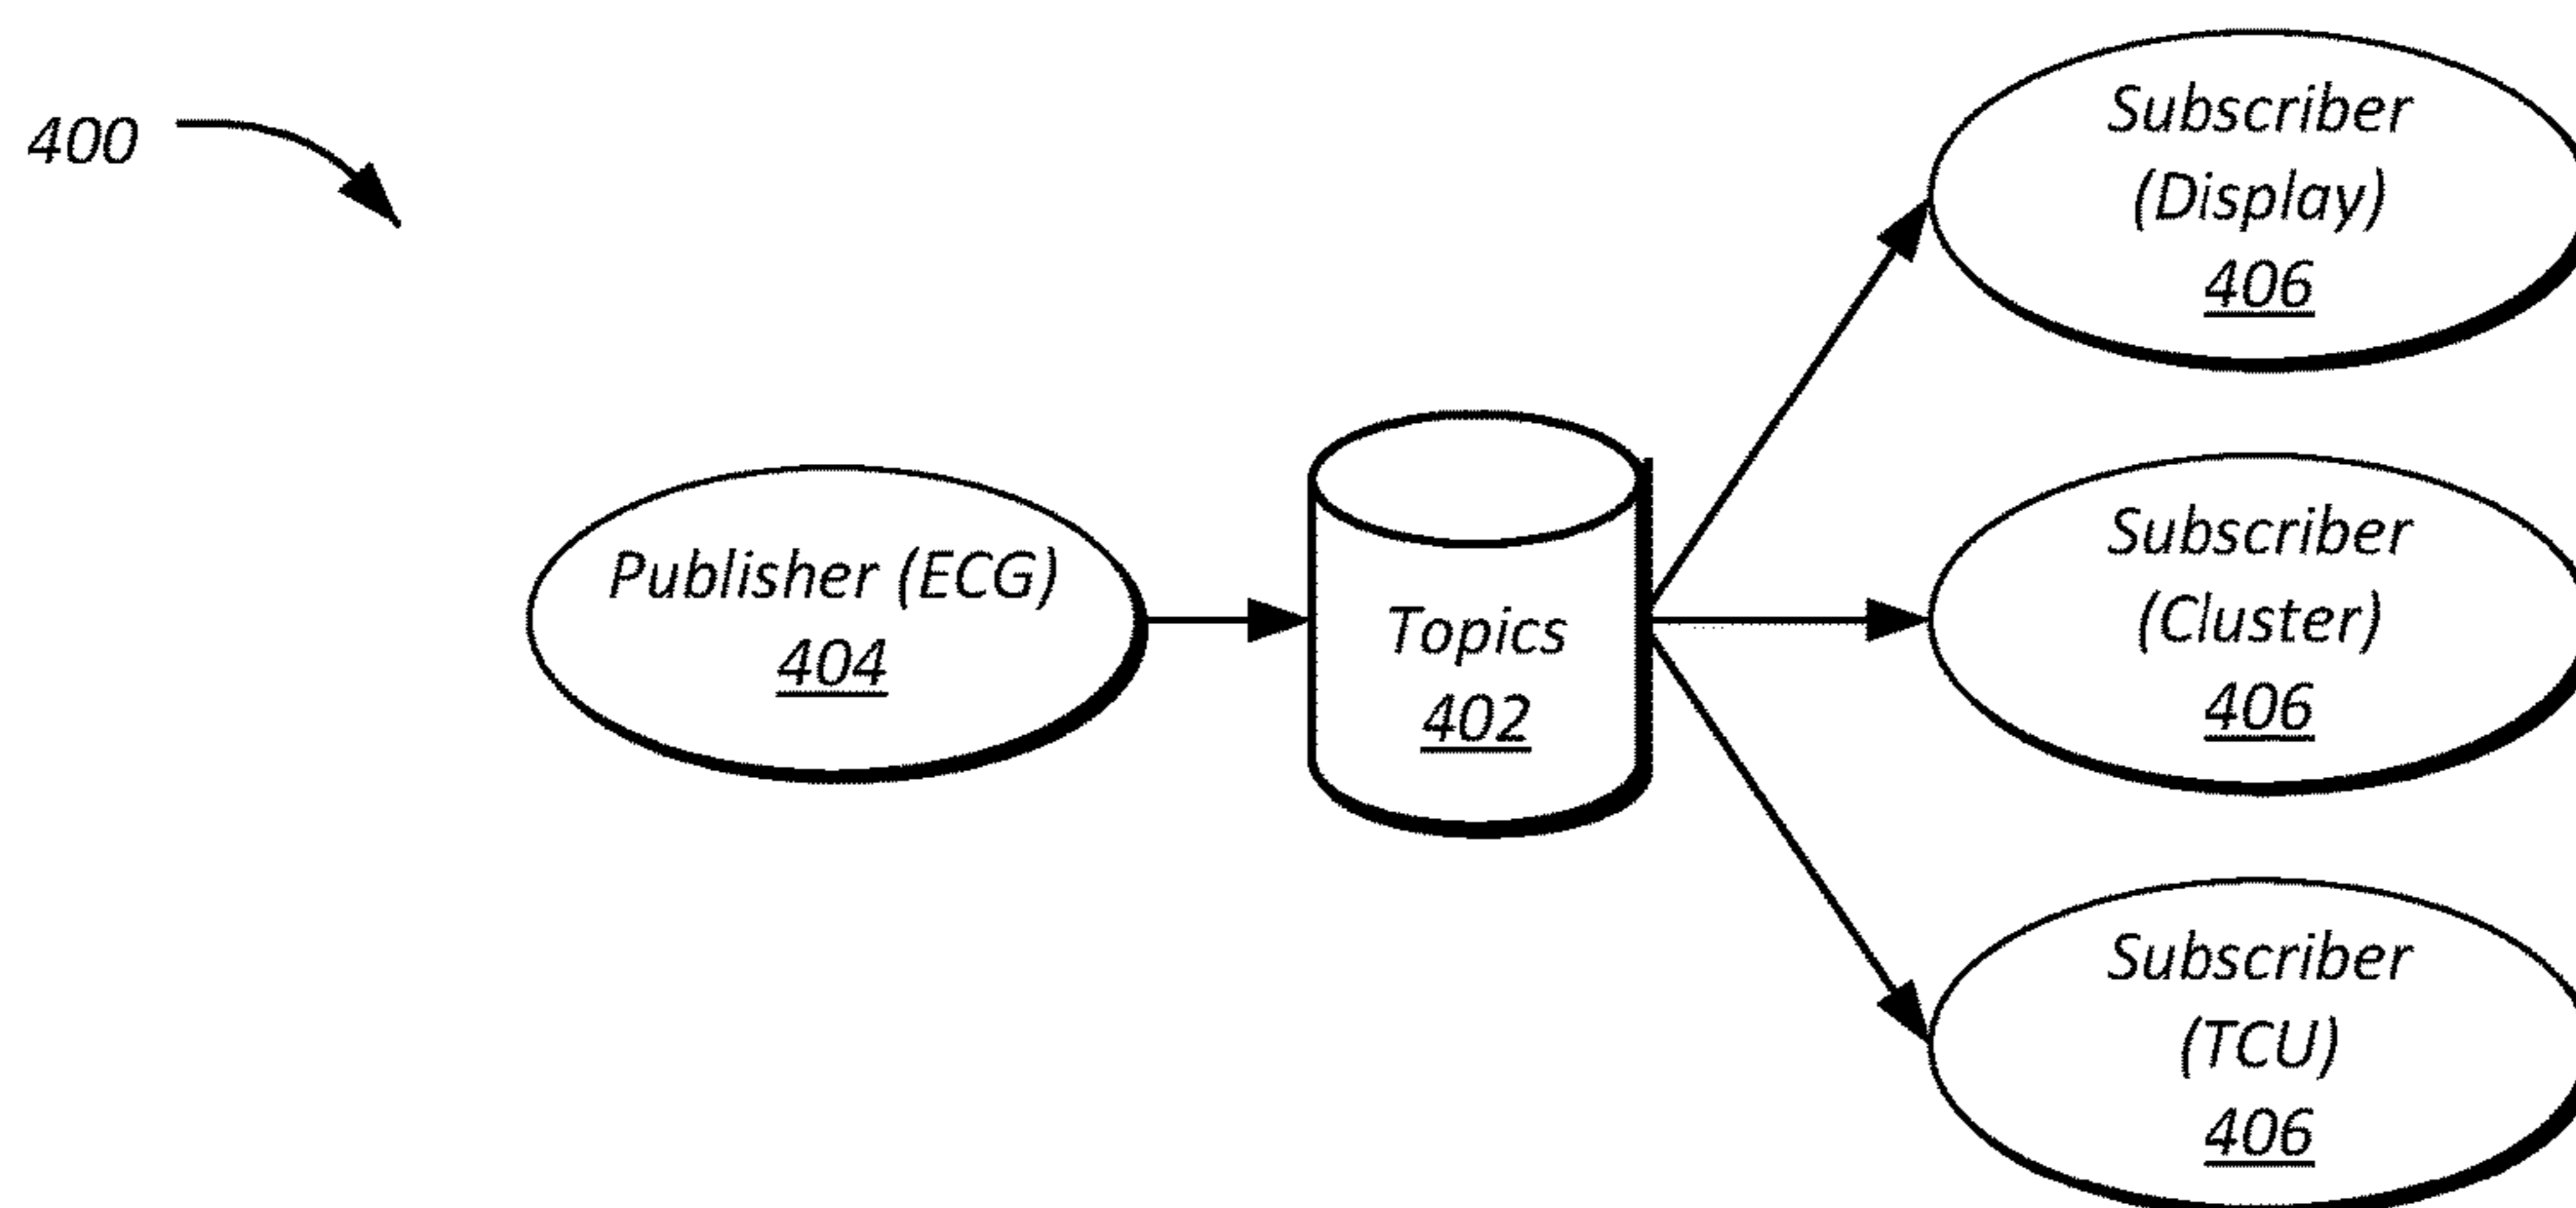 400
Publisher (ECG)
404
Topics
402
Subscriber
(Display)
406
Subscriber
(Cluster)
406
Subscriber
(TCU)
406